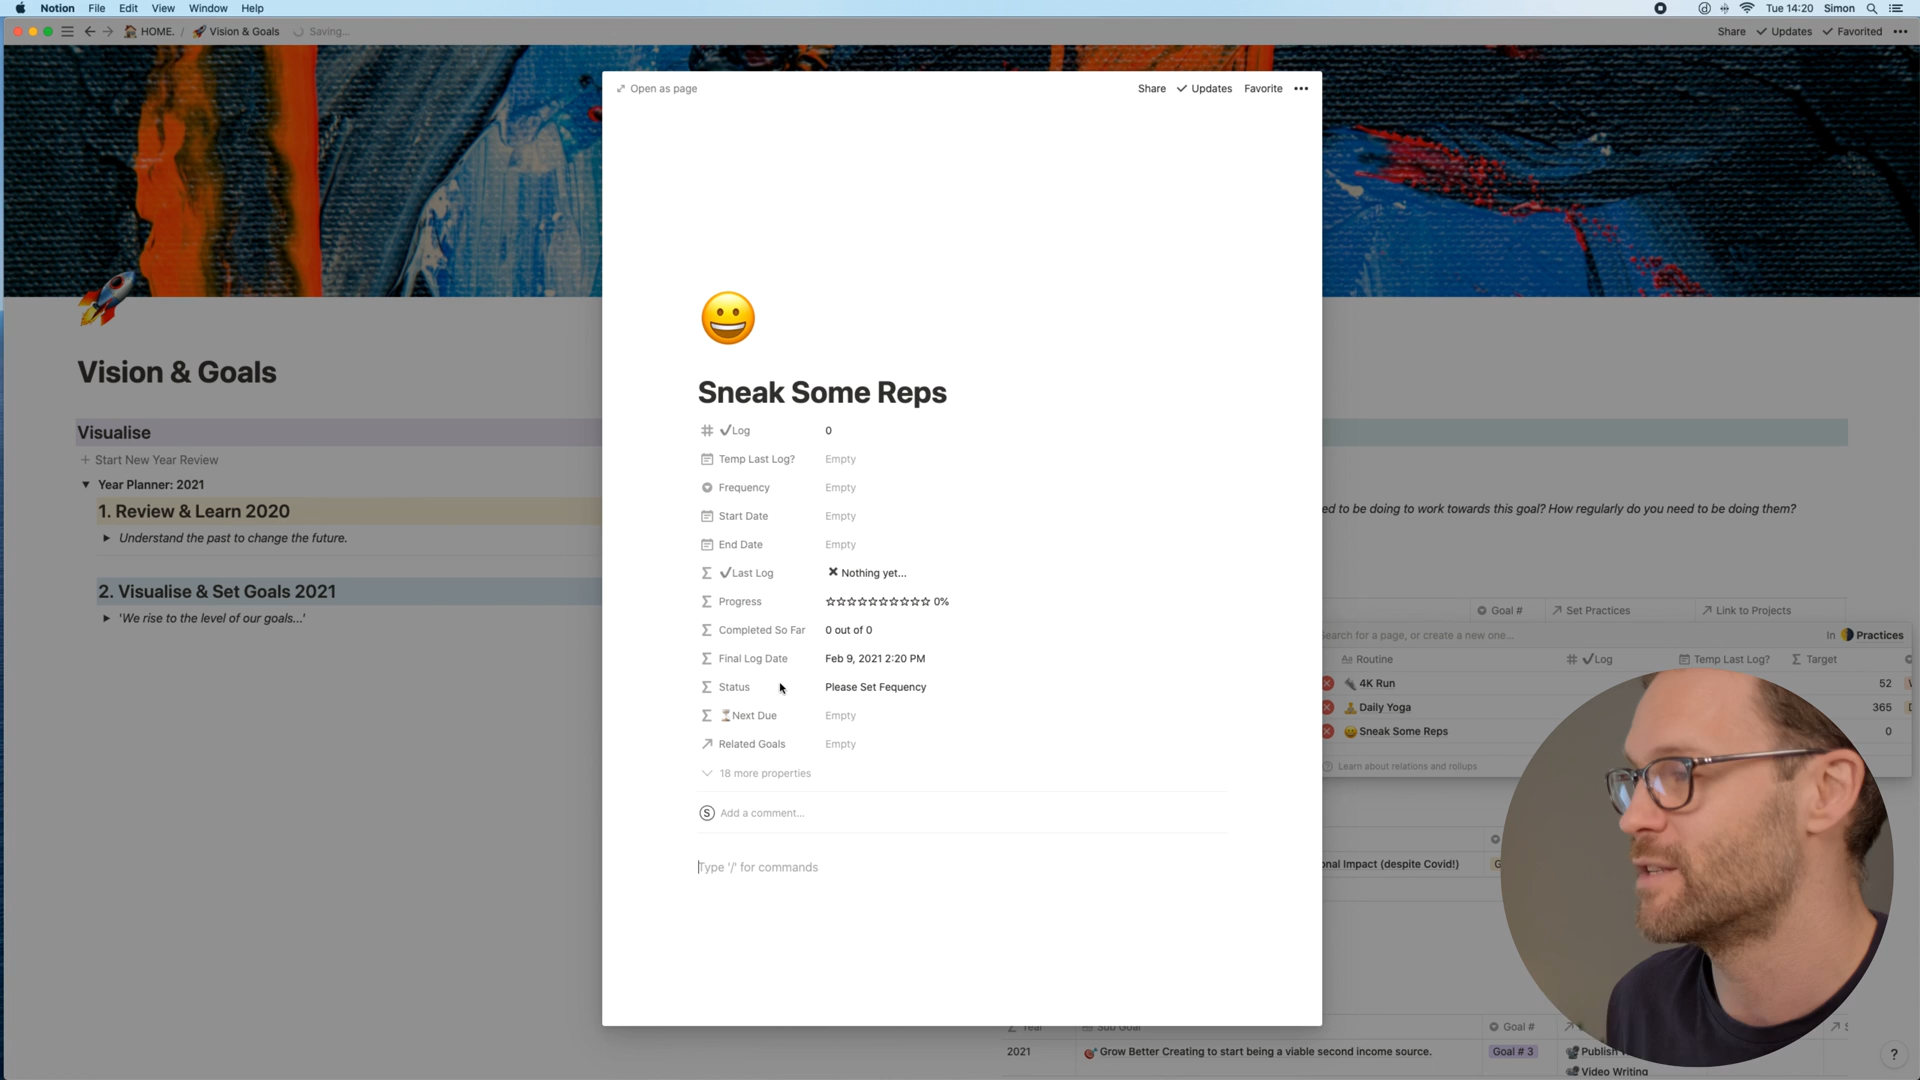 Notion File Edit View Window Help
Tue 14:20 Simon
HOME. / Vision & Goals Saving...
Share Updates Favorited
Open as page
Share Updates Favorite
Vision & Goals
Visualise
+ Start New Year Review
Year Planner: 2021
1. Review & Learn 2020
Understand the past to change the future.
2. Visualise & Set Goals 2021
'We rise to the level of our goals...'
Sneak Some Reps
✓Log 0
Temp Last Log? Empty
Frequency Empty
Start Date Empty
End Date Empty
✓Last Log ✖ Nothing yet...
Progress ☆☆☆☆☆☆☆☆☆☆ 0%
Completed So Far 0 out of 0
Final Log Date Feb 9, 2021 2:20 PM
Status Please Set Fequency
⏳Next Due Empty
Related Goals Empty
18 more properties
S Add a comment...
Type '/' for commands
ed to be doing to work towards this goal? How regularly do you need to be doing them?
Goal # Set Practices Link to Projects
earch for a page, or create a new one... In Practices
Routine ✓Log Temp Last Log? Target
4K Run 52
Daily Yoga 365
Sneak Some Reps 0
Learn about relations and rollups
onal Impact (despite Covid!)
Year Sub Goal Goal #
2021 Grow Better Creating to start being a viable second income source. Goal # 3 Publish
Video Writing
?